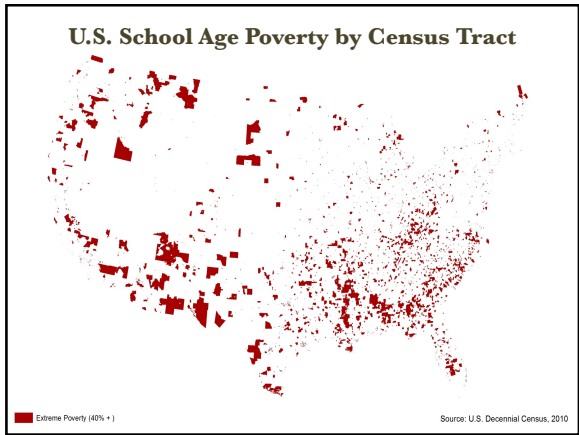 U.S. School Age Poverty by Census Tract
Extreme Poverty (40% + )
Source: U.S. Decennial Census, 2010